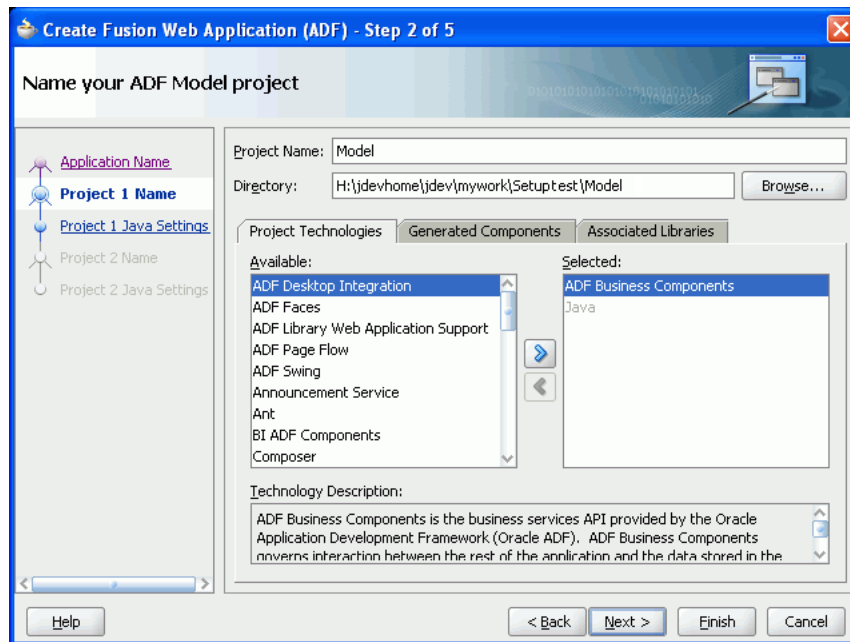 Create Fusion Web Application (ADF) - Step 2 of 5
Name your ADF Model project
Application Name
Project 1 Name
Project 1 Java Settings
Project 2 Name
Project 2 Java Settings
Project Name: Model
Directory: H:\jdevhome\jdev\mywork\Setuptest\Model Browse...
Project Technologies Generated Components Associated Libraries
Available: Selected:
ADF Desktop Integration
ADF Faces
ADF Library Web Application Support
ADF Page Flow
ADF Swing
Announcement Service
Ant
BI ADF Components
Composer
ADF Business Components
Java
Technology Description:
ADF Business Components is the business services API provided by the Oracle
Application Development Framework (Oracle ADF). ADF Business Components
governs interaction between the rest of the application and the data stored in the
Help < Back Next > Finish Cancel